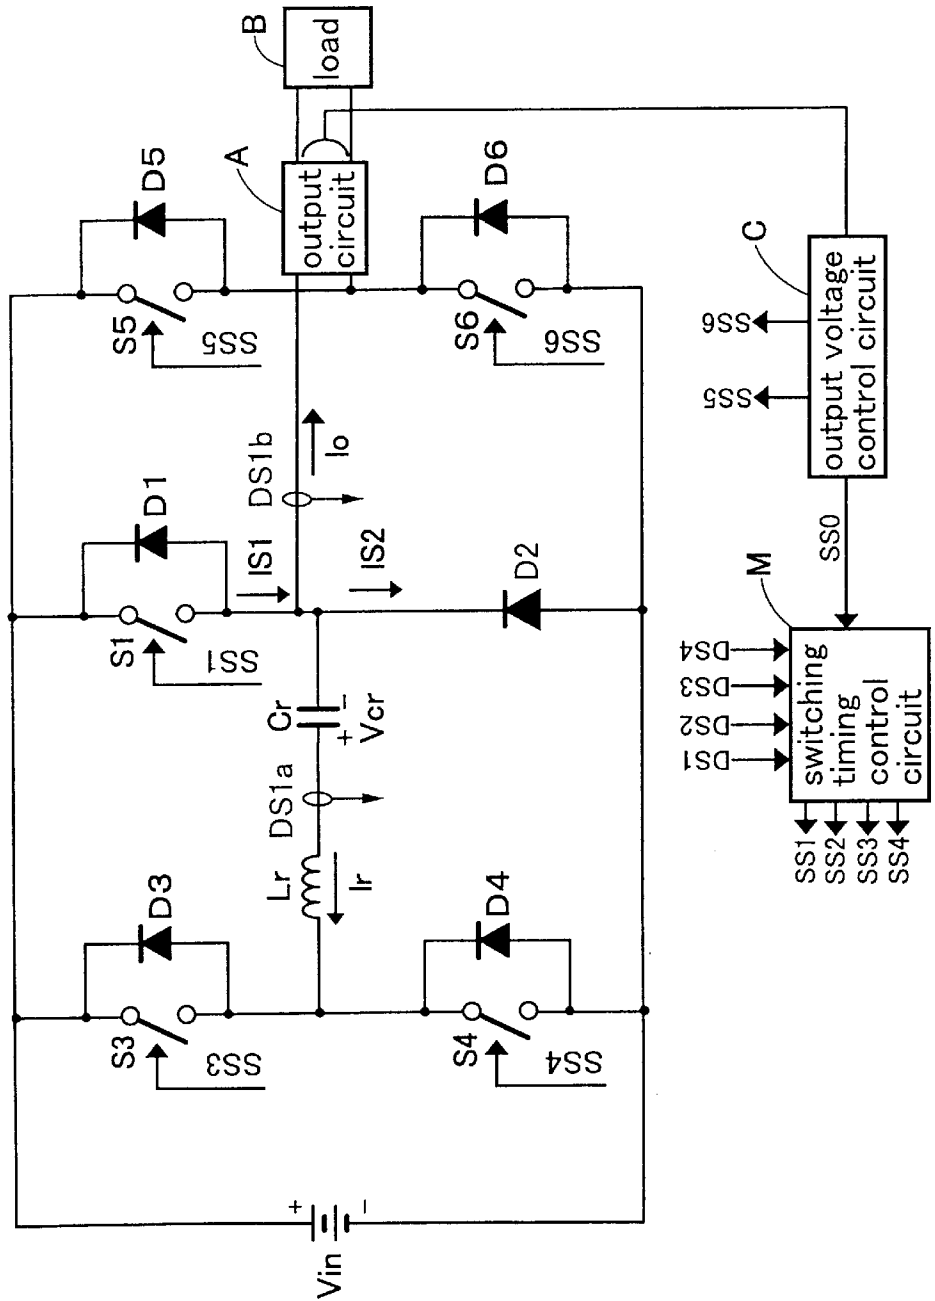 Vin
+
−
S3
SS3
D3
S4
SS4
D4
Lr
Ir
DS1a
Cr
+
−
Vcr
S1
SS1
D1
IS1
IS2
D2
DS1b
Io
S5
SS5
D5
S6
SS6
D6
A
output
circuit
B
load
C
output voltage
control circuit
SS5
SS6
SS0
M
switching
timing
control
circuit
DS1
DS2
DS3
DS4
SS1
SS2
SS3
SS4